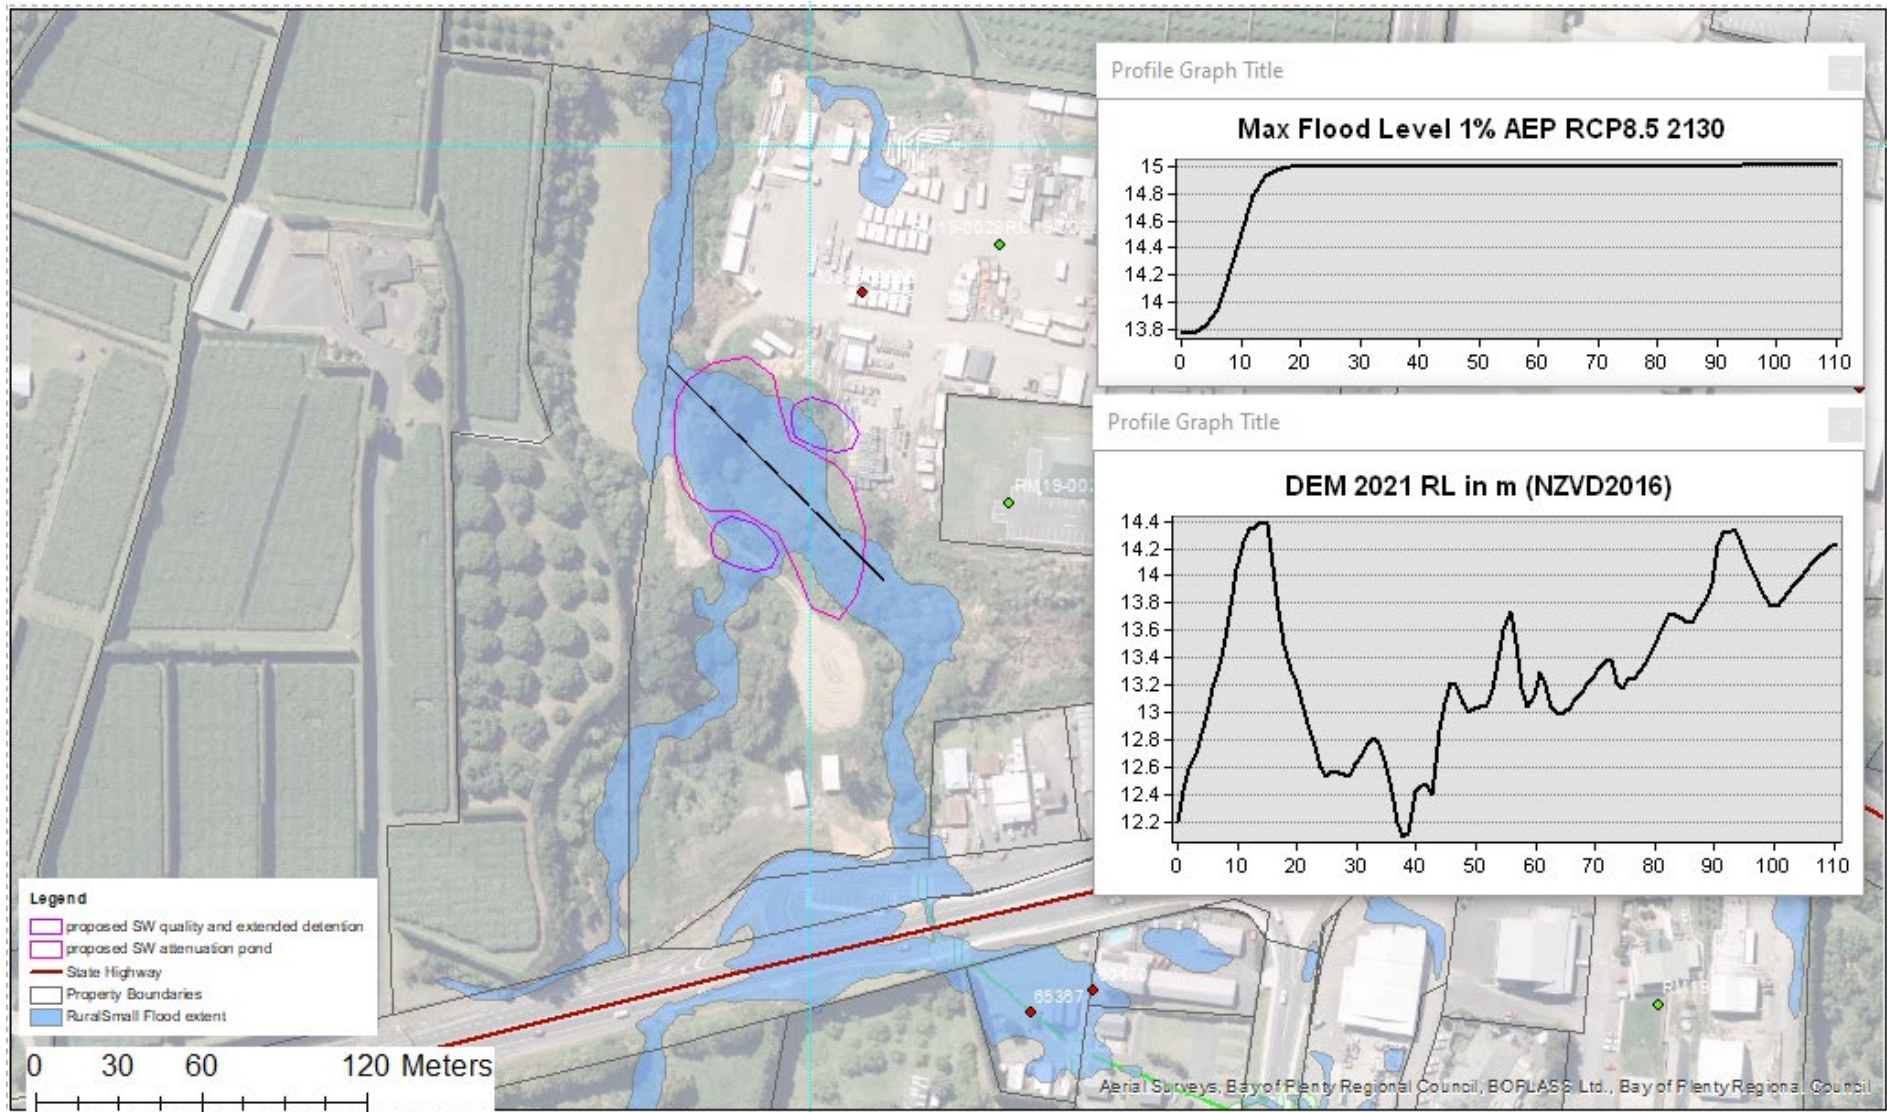 Profile Graph Title
Max Flood Level 1% AEP RCP8.5 2130
15
14.8
14.6
14.4
14.2
14
13.8
0 10 20 30 40 50 60 70 80 90 100 110
Profile Graph Title
DEM 2021 RL in m (NZVD2016)
14.4
14.2
14
13.8
13.6
13.4
13.2
13
12.8
12.6
12.4
12.2
0 10 20 30 40 50 60 70 80 90 100 110
RM19-002
65367
Legend
proposed SW quality and extended detention
proposed SW attenuation pond
State Highway
Property Boundaries
RuralSmall Flood extent
0 30 60 120 Meters
Aerial Surveys, Bay of Plenty Regional Council, BOPLASS Ltd., Bay of Plenty Regional Council